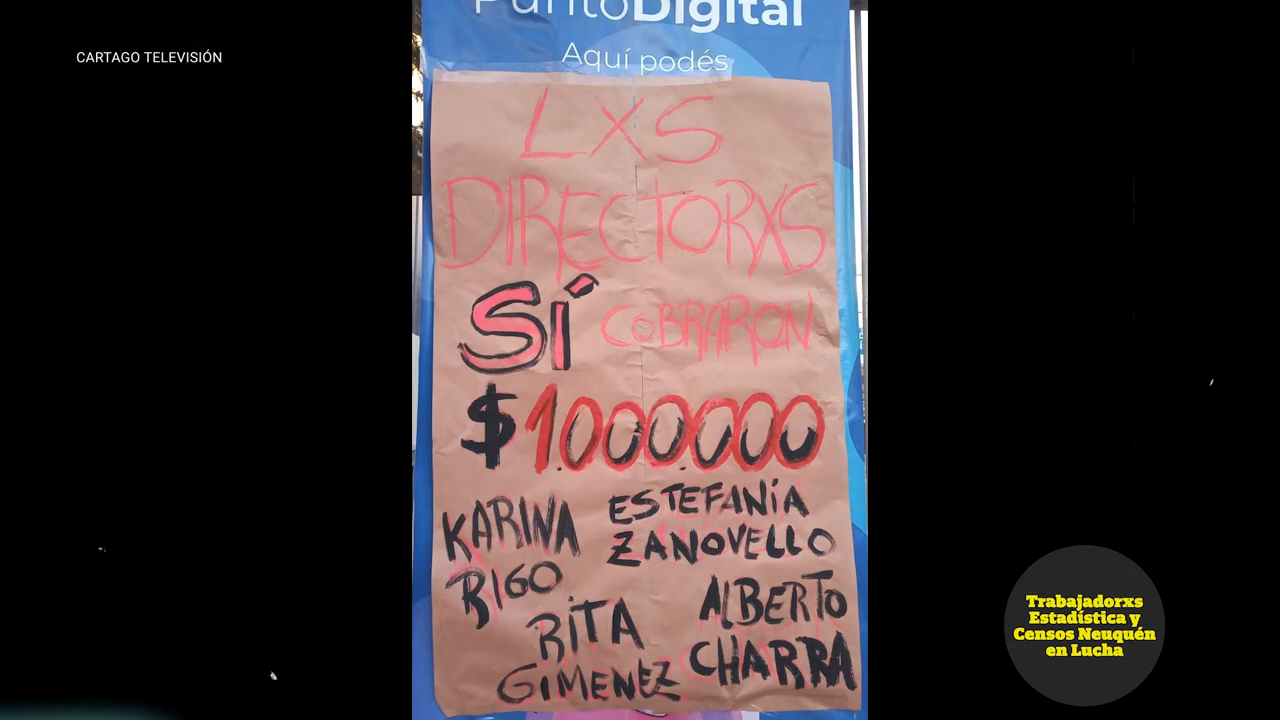 CARTAGO TELEVISIÓN
PuntoDigital
Aquí podés
LXS
DIRECTORXS
SÍ COBRARON
$1.000.000
KARINA
RIGO
ESTEFANÍA
ZANOVELLO
RITA
GIMENEZ
ALBERTO
CHARRA
Trabajadorxs
Estadística y
Censos Neuquén
en Lucha